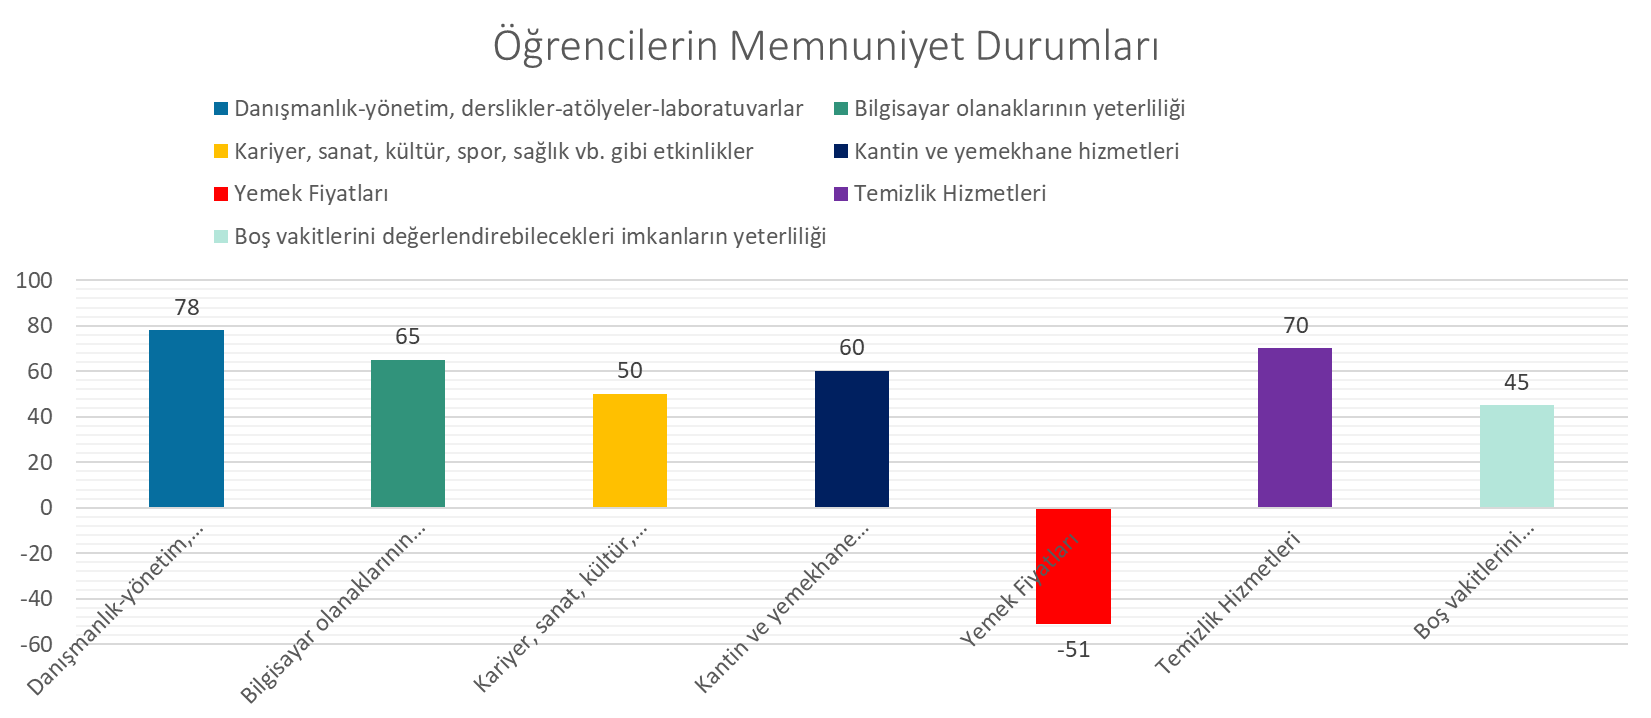 Öğrencilerin Memnuniyet Durumları
Danışmanlık-yönetim, derslikler-atölyeler-laboratuvarlar
Bilgisayar olanaklarının yeterliliği
Kariyer, sanat, kültür, spor, sağlık vb. gibi etkinlikler
Kantin ve yemekhane hizmetleri
Yemek Fiyatları
Temizlik Hizmetleri
Boş vakitlerini değerlendirebilecekleri imkanların yeterliliği
100
80
60
40
20
0
-20
-40
-60
78
65
50
60
-51
70
45
Danışmanlık-yönetim,...
Bilgisayar olanaklarının...
Kariyer, sanat, kültür,...
Kantin ve yemekhane...
Yemek Fiyatları
Temizlik Hizmetleri
Boş vakitlerini...